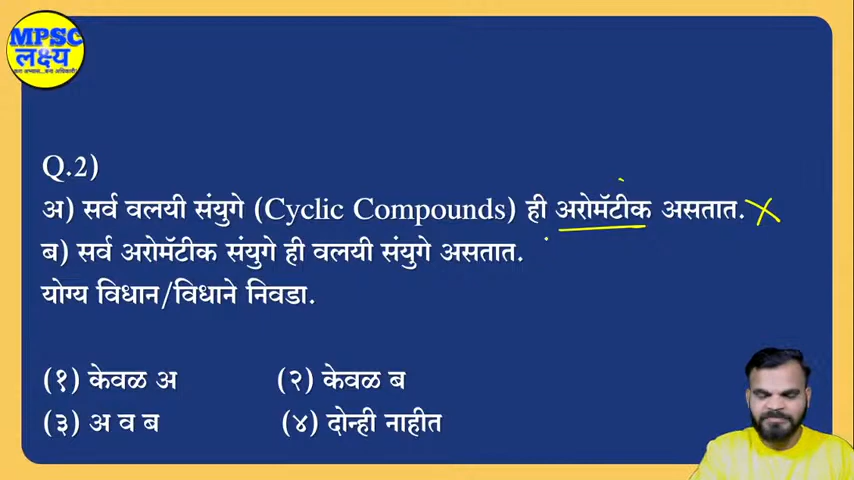 MPSC
लक्ष्य
Q.2)
अ) सर्व वलयी संयुगे (Cyclic Compounds) ही अरोमॅटीक असतात.
ब) सर्व अरोमॅटीक संयुगे ही वलयी संयुगे असतात.
योग्य विधान/विधाने निवडा.
(१) केवळ अ (२) केवळ ब
(३) अ व ब (४) दोन्ही नाहीत